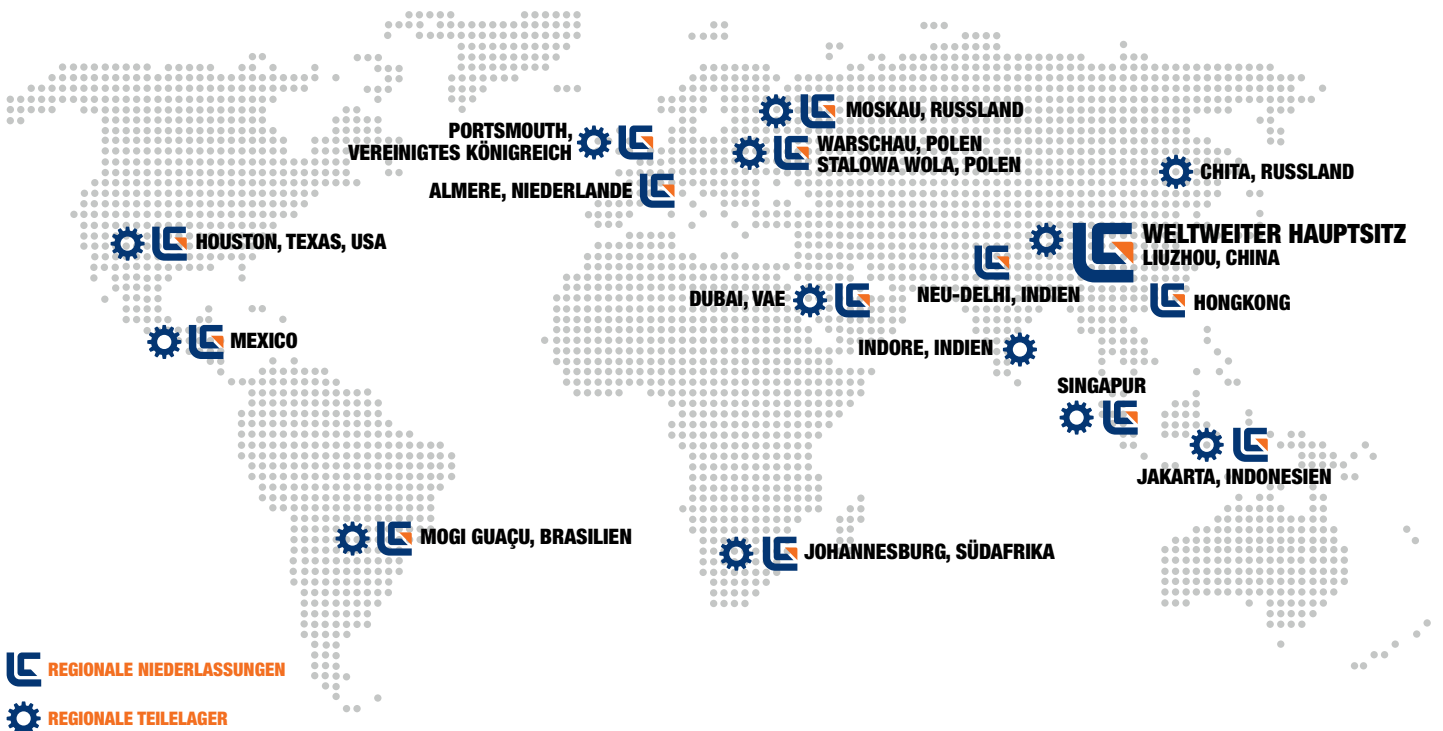 MOSKAU, RUSSLAND
PORTSMOUTH,
VEREINIGTES KÖNIGREICH
WARSCHAU, POLEN
STALOWA WOLA, POLEN
CHITA, RUSSLAND
ALMERE, NIEDERLANDE
HOUSTON, TEXAS, USA
WELTWEITER HAUPTSITZ
LIUZHOU, CHINA
NEU-DELHI, INDIEN
DUBAI, VAE
HONGKONG
MEXICO
INDORE, INDIEN
SINGAPUR
JAKARTA, INDONESIEN
MOGI GUAÇU, BRASILIEN
JOHANNESBURG, SÜDAFRIKA
REGIONALE NIEDERLASSUNGEN
REGIONALE TEILELAGER